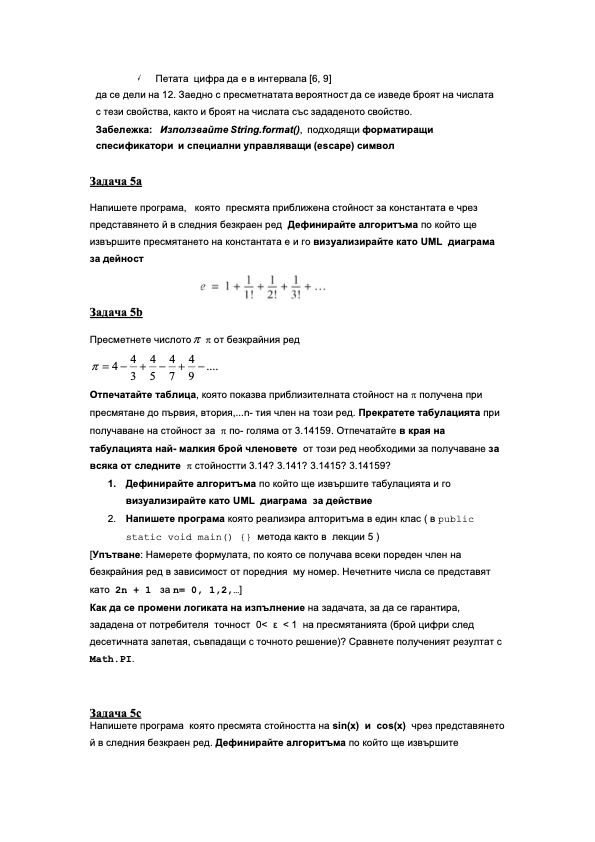 ✓ Петата цифра да е в интервала [6, 9]
да се дели на 12. Заедно с пресметнатата вероятност да се изведе броят на числата
с тези свойства, както и броят на числата със зададеното свойство.
Забележка: Използвайте String.format(), подходящи форматиращи
спесификатори и специални управляващи (escape) символ
Задача 5a
Напишете програма, която пресмята приближена стойност за константата е чрез
представянето ѝ в следния безкраен ред Дефинирайте алгоритъма по който ще
извършите пресмятането на константата е и го визуализирайте като UML диаграма
за дейност
e = 1 + 1/1! + 1/2! + 1/3! + …
Задача 5b
Пресметнете числото π π от безкрайния ред
π = 4 − 4/3 + 4/5 − 4/7 + 4/9 − ....
Отпечатайте таблица, която показва приблизителната стойност на π получена при
пресмятане до първия, втория,...n- тия член на този ред. Прекратете табулацията при
получаване на стойност за π по- голяма от 3.14159. Отпечатайте в края на
табулацията най- малкия брой членовете от този ред необходими за получаване за
всяка от следните π стойностти 3.14? 3.141? 3.1415? 3.14159?
1. Дефинирайте алгоритъма по който ще извършите табулацията и го
визуализирайте като UML диаграма за действие
2. Напишете програма която реализира алторитъма в един клас ( в public
static void main() {} метода както в лекции 5 )
[Упътване: Намерете формулата, по която се получава всеки пореден член на
безкрайния ред в зависимост от поредния му номер. Нечетните числа се представят
като 2n + 1 за n= 0, 1,2,…]
Как да се промени логиката на изпълнение на задачата, за да се гарантира,
зададена от потребителя точност 0< ε < 1 на пресмятанията (брой цифри след
десетичната запетая, съвпадащи с точното решение)? Сравнете полученият резултат с
Math.PI.
Задача 5c
Напишете програма която пресмята стойността на sin(x) и cos(x) чрез представянето
ѝ в следния безкраен ред. Дефинирайте алгоритъма по който ще извършите